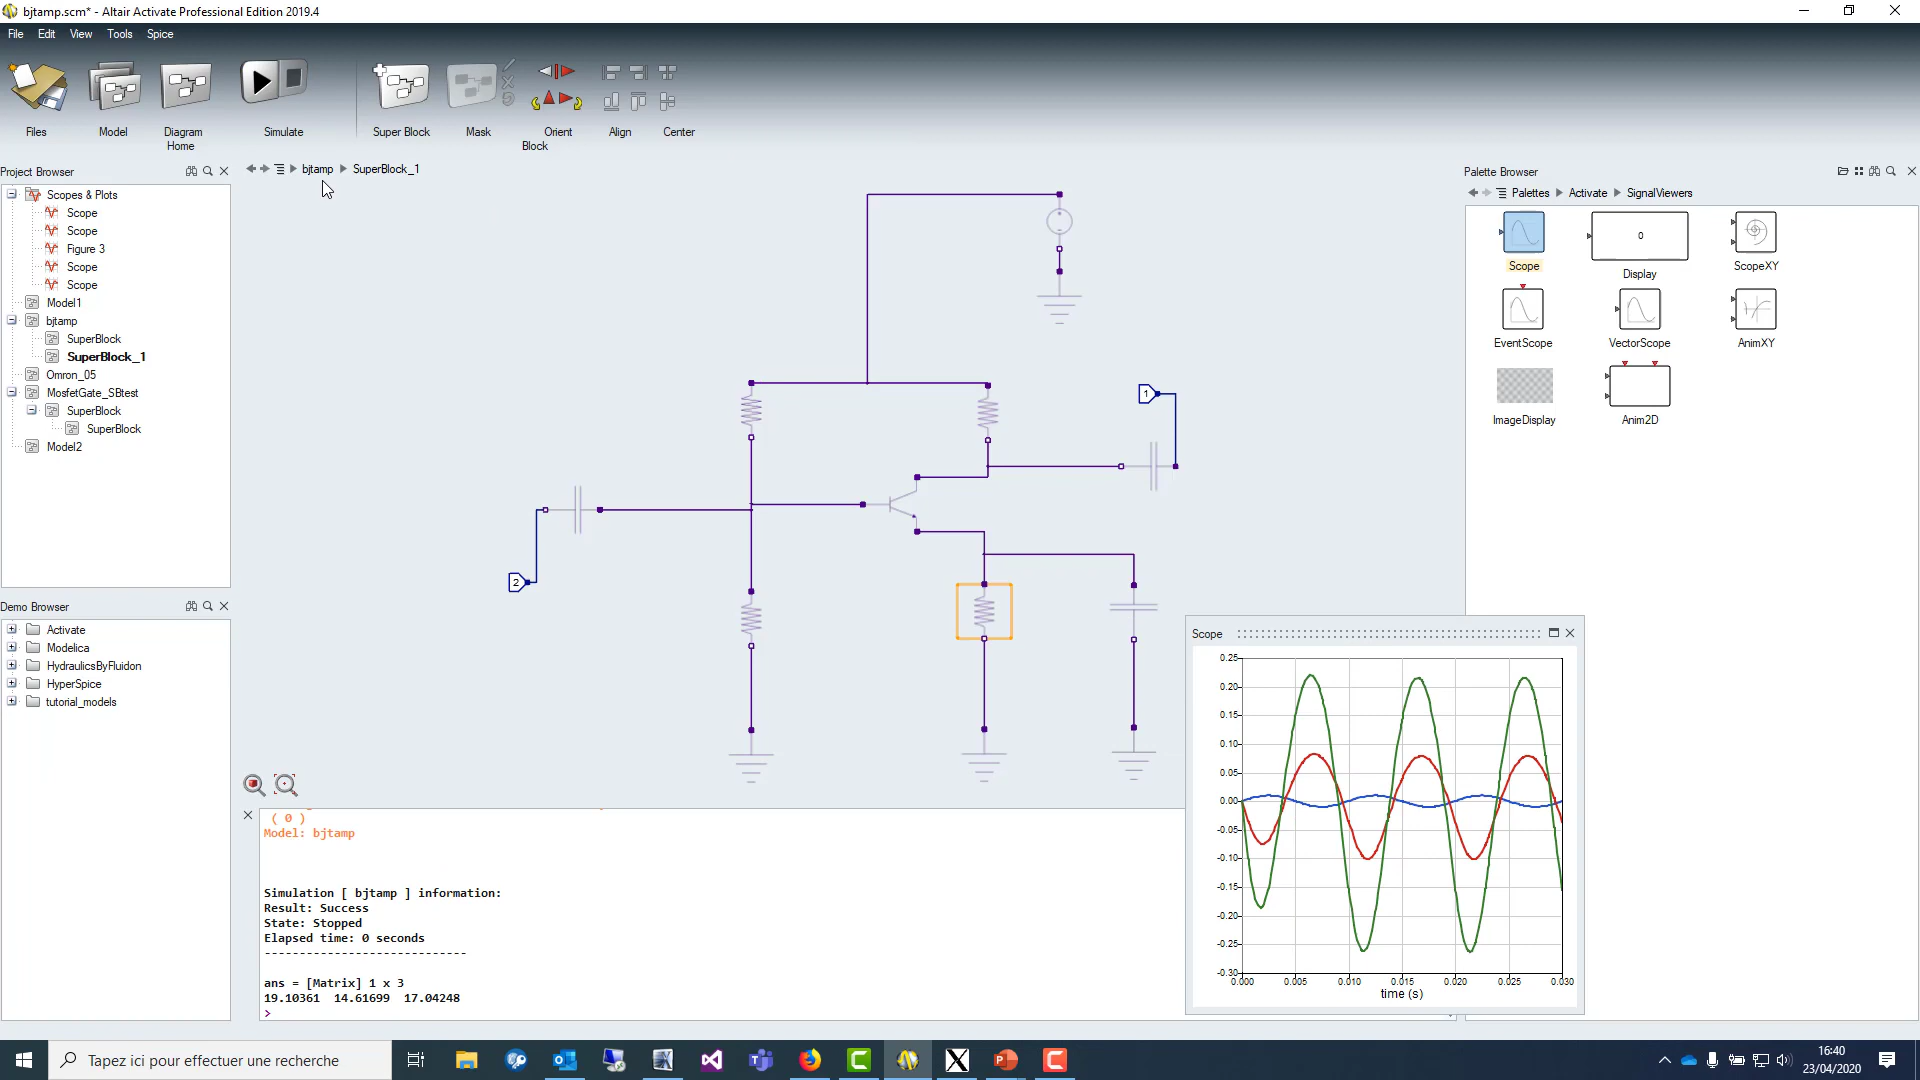 bjtamp.scm* - Altair Activate Professional Edition 2019.4
File Edit View Tools Spice
Files Model Diagram Simulate Super Block Mask Orient Align Center
Home Block
Project Browser
Scopes & Plots
Scope
Scope
Figure 3
Scope
Scope
Model1
bjtamp
SuperBlock
SuperBlock_1
Omron_05
MosfetGate_SBtest
SuperBlock
SuperBlock
Model2
Demo Browser
Activate
Modelica
HydraulicsByFluidon
HyperSpice
tutorial_models
bjtamp SuperBlock_1
1
2
( 0 )
Model: bjtamp
Simulation [ bjtamp ] information:
Result: Success
State: Stopped
Elapsed time: 0 seconds
-----------------------------
ans = [Matrix] 1 x 3
19.10361 14.61699 17.04248
>
Palette Browser
Palettes Activate SignalViewers
0
Scope Display ScopeXY
EventScope VectorScope AnimXY
ImageDisplay Anim2D
Scope
0.25
0.20
0.15
0.10
0.05
0.00
-0.05
-0.10
-0.15
-0.20
-0.25
-0.30
0.000 0.005 0.010 0.015 0.020 0.025 0.030
time (s)
Tapez ici pour effectuer une recherche
16:40
23/04/2020